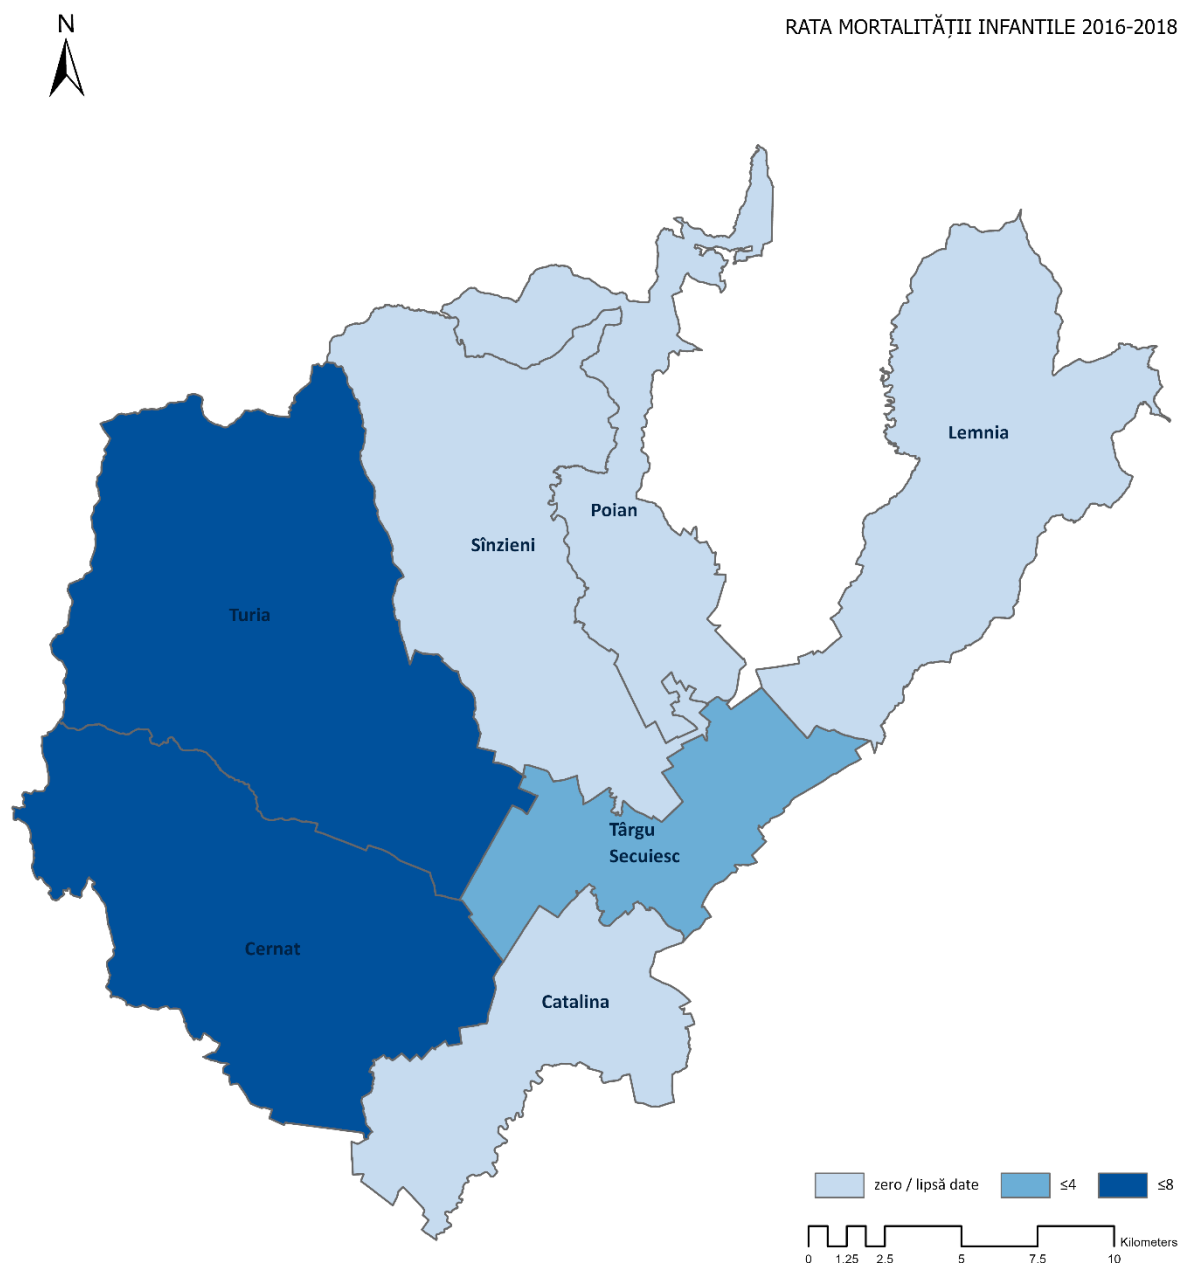 N
RATA MORTALITĂȚII INFANTILE 2016-2018
Lemnia
Poian
Sînzieni
Turia
Târgu
Secuiesc
Cernat
Catalina
zero / lipsă date
≤4
≤8
Kilometers
0 1.25 2.5 5 7.5 10